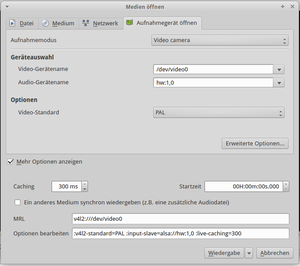 Medien öffnen
Datei Medium Netzwerk Aufnahmegerät öffnen
Aufnahmemodus Video camera
Geräteauswahl
Video-Gerätename /dev/video0
Audio-Gerätename hw:1,0
Optionen
Video-Standard PAL
Erweiterte Optionen...
Mehr Optionen anzeigen
Caching 300 ms Startzeit 00H:00m:00s.000
Ein anderes Medium synchron wiedergeben (z.B. eine zusätzliche Audiodatei)
MRL v4l2:///dev/video0
Optionen bearbeiten :v4l2-standard=PAL :input-slave=alsa://hw:1,0 :live-caching=300
Wiedergabe Abbrechen